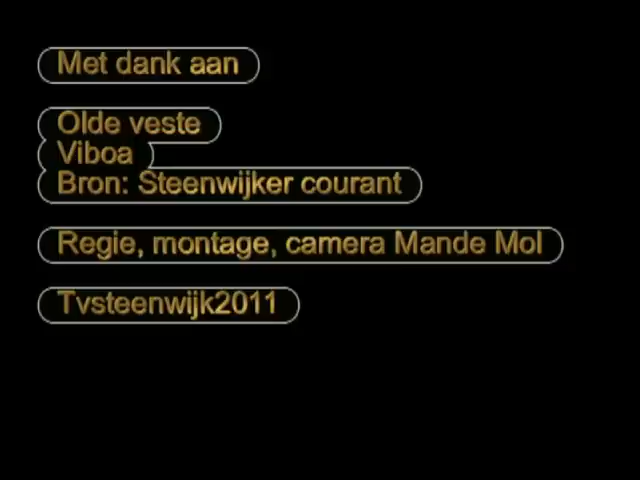 Met dank aan
Olde veste
Viboa
Bron: Steenwijker courant
Regie, montage, camera Mande Mol
Tvsteenwijk2011